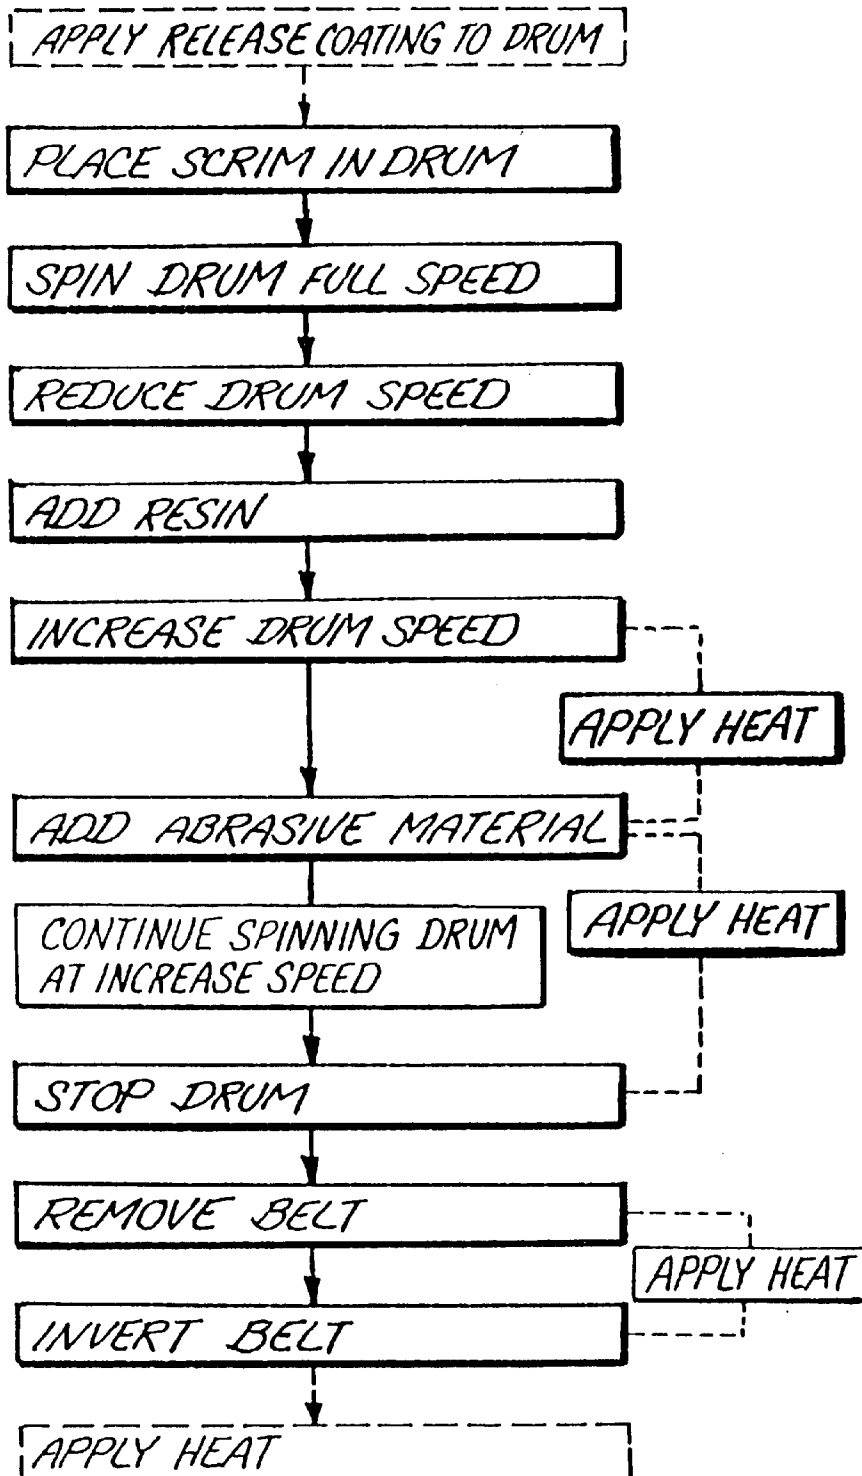 APPLY RELEASE COATING TO DRUM
PLACE SCRIM IN DRUM
SPIN DRUM FULL SPEED
REDUCE DRUM SPEED
ADD RESIN
INCREASE DRUM SPEED
APPLY HEAT
ADD ABRASIVE MATERIAL
APPLY HEAT
CONTINUE SPINNING DRUM
AT INCREASE SPEED
STOP DRUM
REMOVE BELT
APPLY HEAT
INVERT BELT
APPLY HEAT